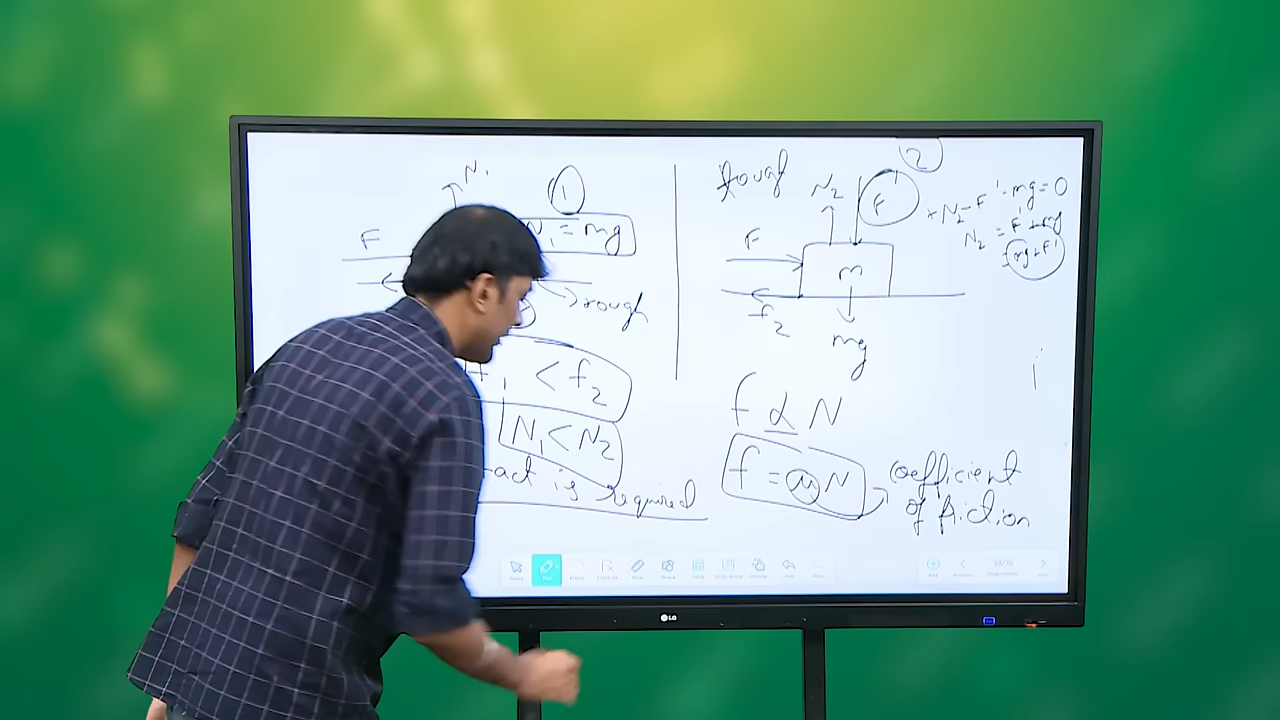 N₁
1
F
N₁ = mg
rough
f₁ < f₂
N₁ < N₂
act is required
2
rough
N₂
F'
F
m
f₂
mg
+N₂-F'-mg=0
N₂ = F'+mg
= mg+F'
f α N
f = μN
coefficient
of friction
LG